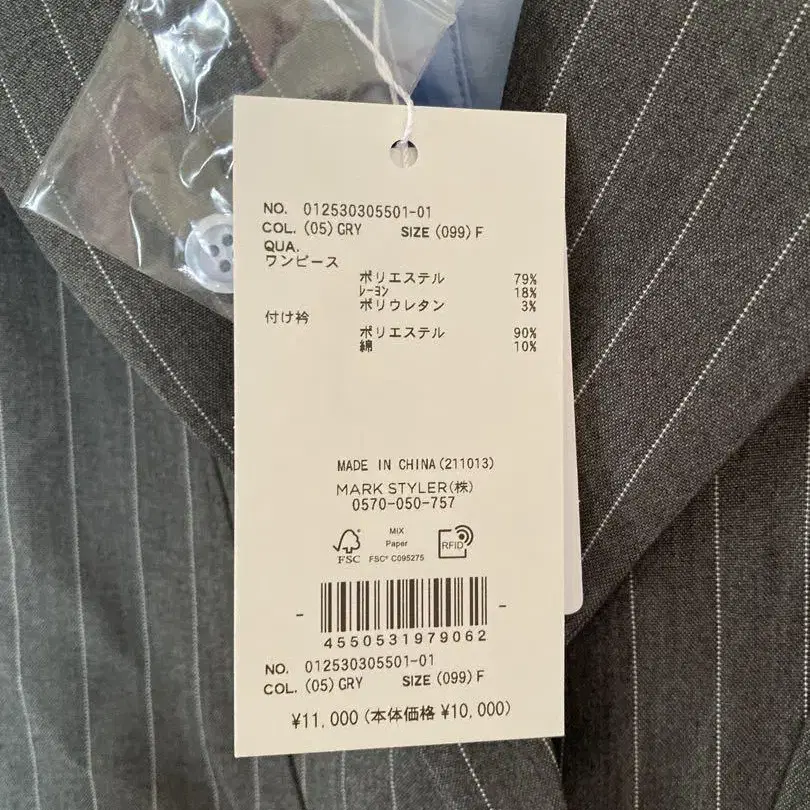 NO. 012530305501-01
COL. (05) GRY SIZE (099) F
QUA.
ワンピース
ポリエステル 79%
レーヨン 18%
ポリウレタン 3%
付け衿
ポリエステル 90%
綿 10%
MADE IN CHINA(211013)
MARK STYLER(株)
0570-050-757
FSC
MIX
Paper
FSC® C095275
RFID
4550531979062
NO. 012530305501-01
COL. (05) GRY SIZE (099) F
¥11,000 (本体価格 ¥10,000)